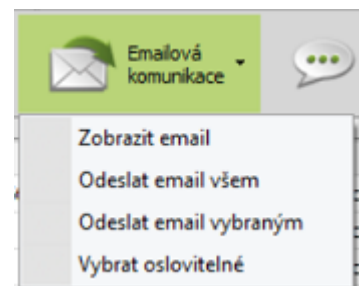 Emailová
komunikace
Zobrazit email
Odeslat email všem
Odeslat email vybraným
Vybrat oslovitelné